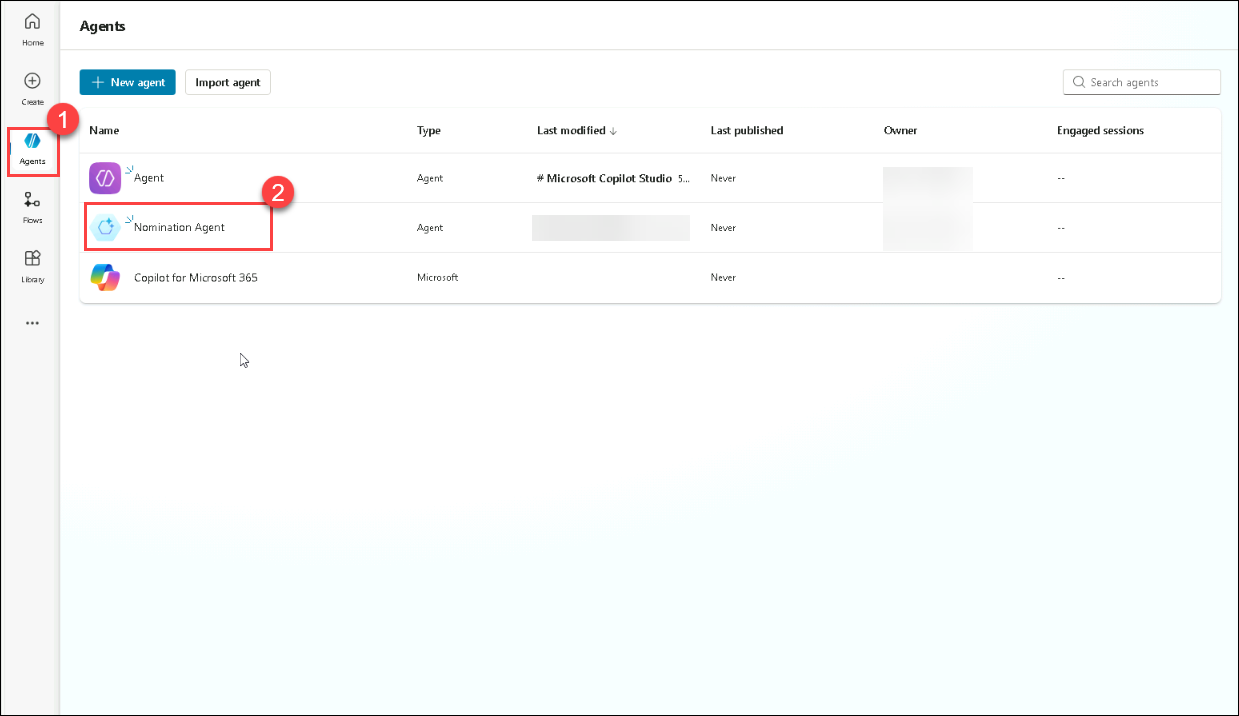 Agents
Home
Create
1
Agents
Flows
Library
New agent
Import agent
Search agents
Name Type Last modified ↓ Last published Owner Engaged sessions
Agent Agent # Microsoft Copilot Studio 5... Never --
2
Nomination Agent Agent Never --
Copilot for Microsoft 365 Microsoft Never --